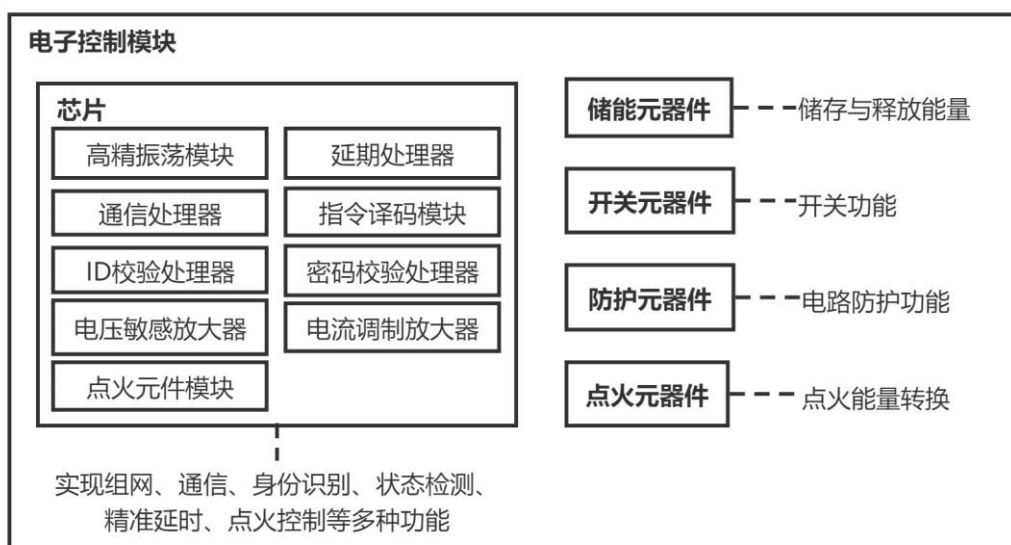 电子控制模块
芯片
高精振荡模块
延期处理器
通信处理器
指令译码模块
ID校验处理器
密码校验处理器
电压敏感放大器
电流调制放大器
点火元件模块
实现组网、通信、身份识别、状态检测、
精准延时、点火控制等多种功能
储能元器件
储存与释放能量
开关元器件
开关功能
防护元器件
电路防护功能
点火元器件
点火能量转换